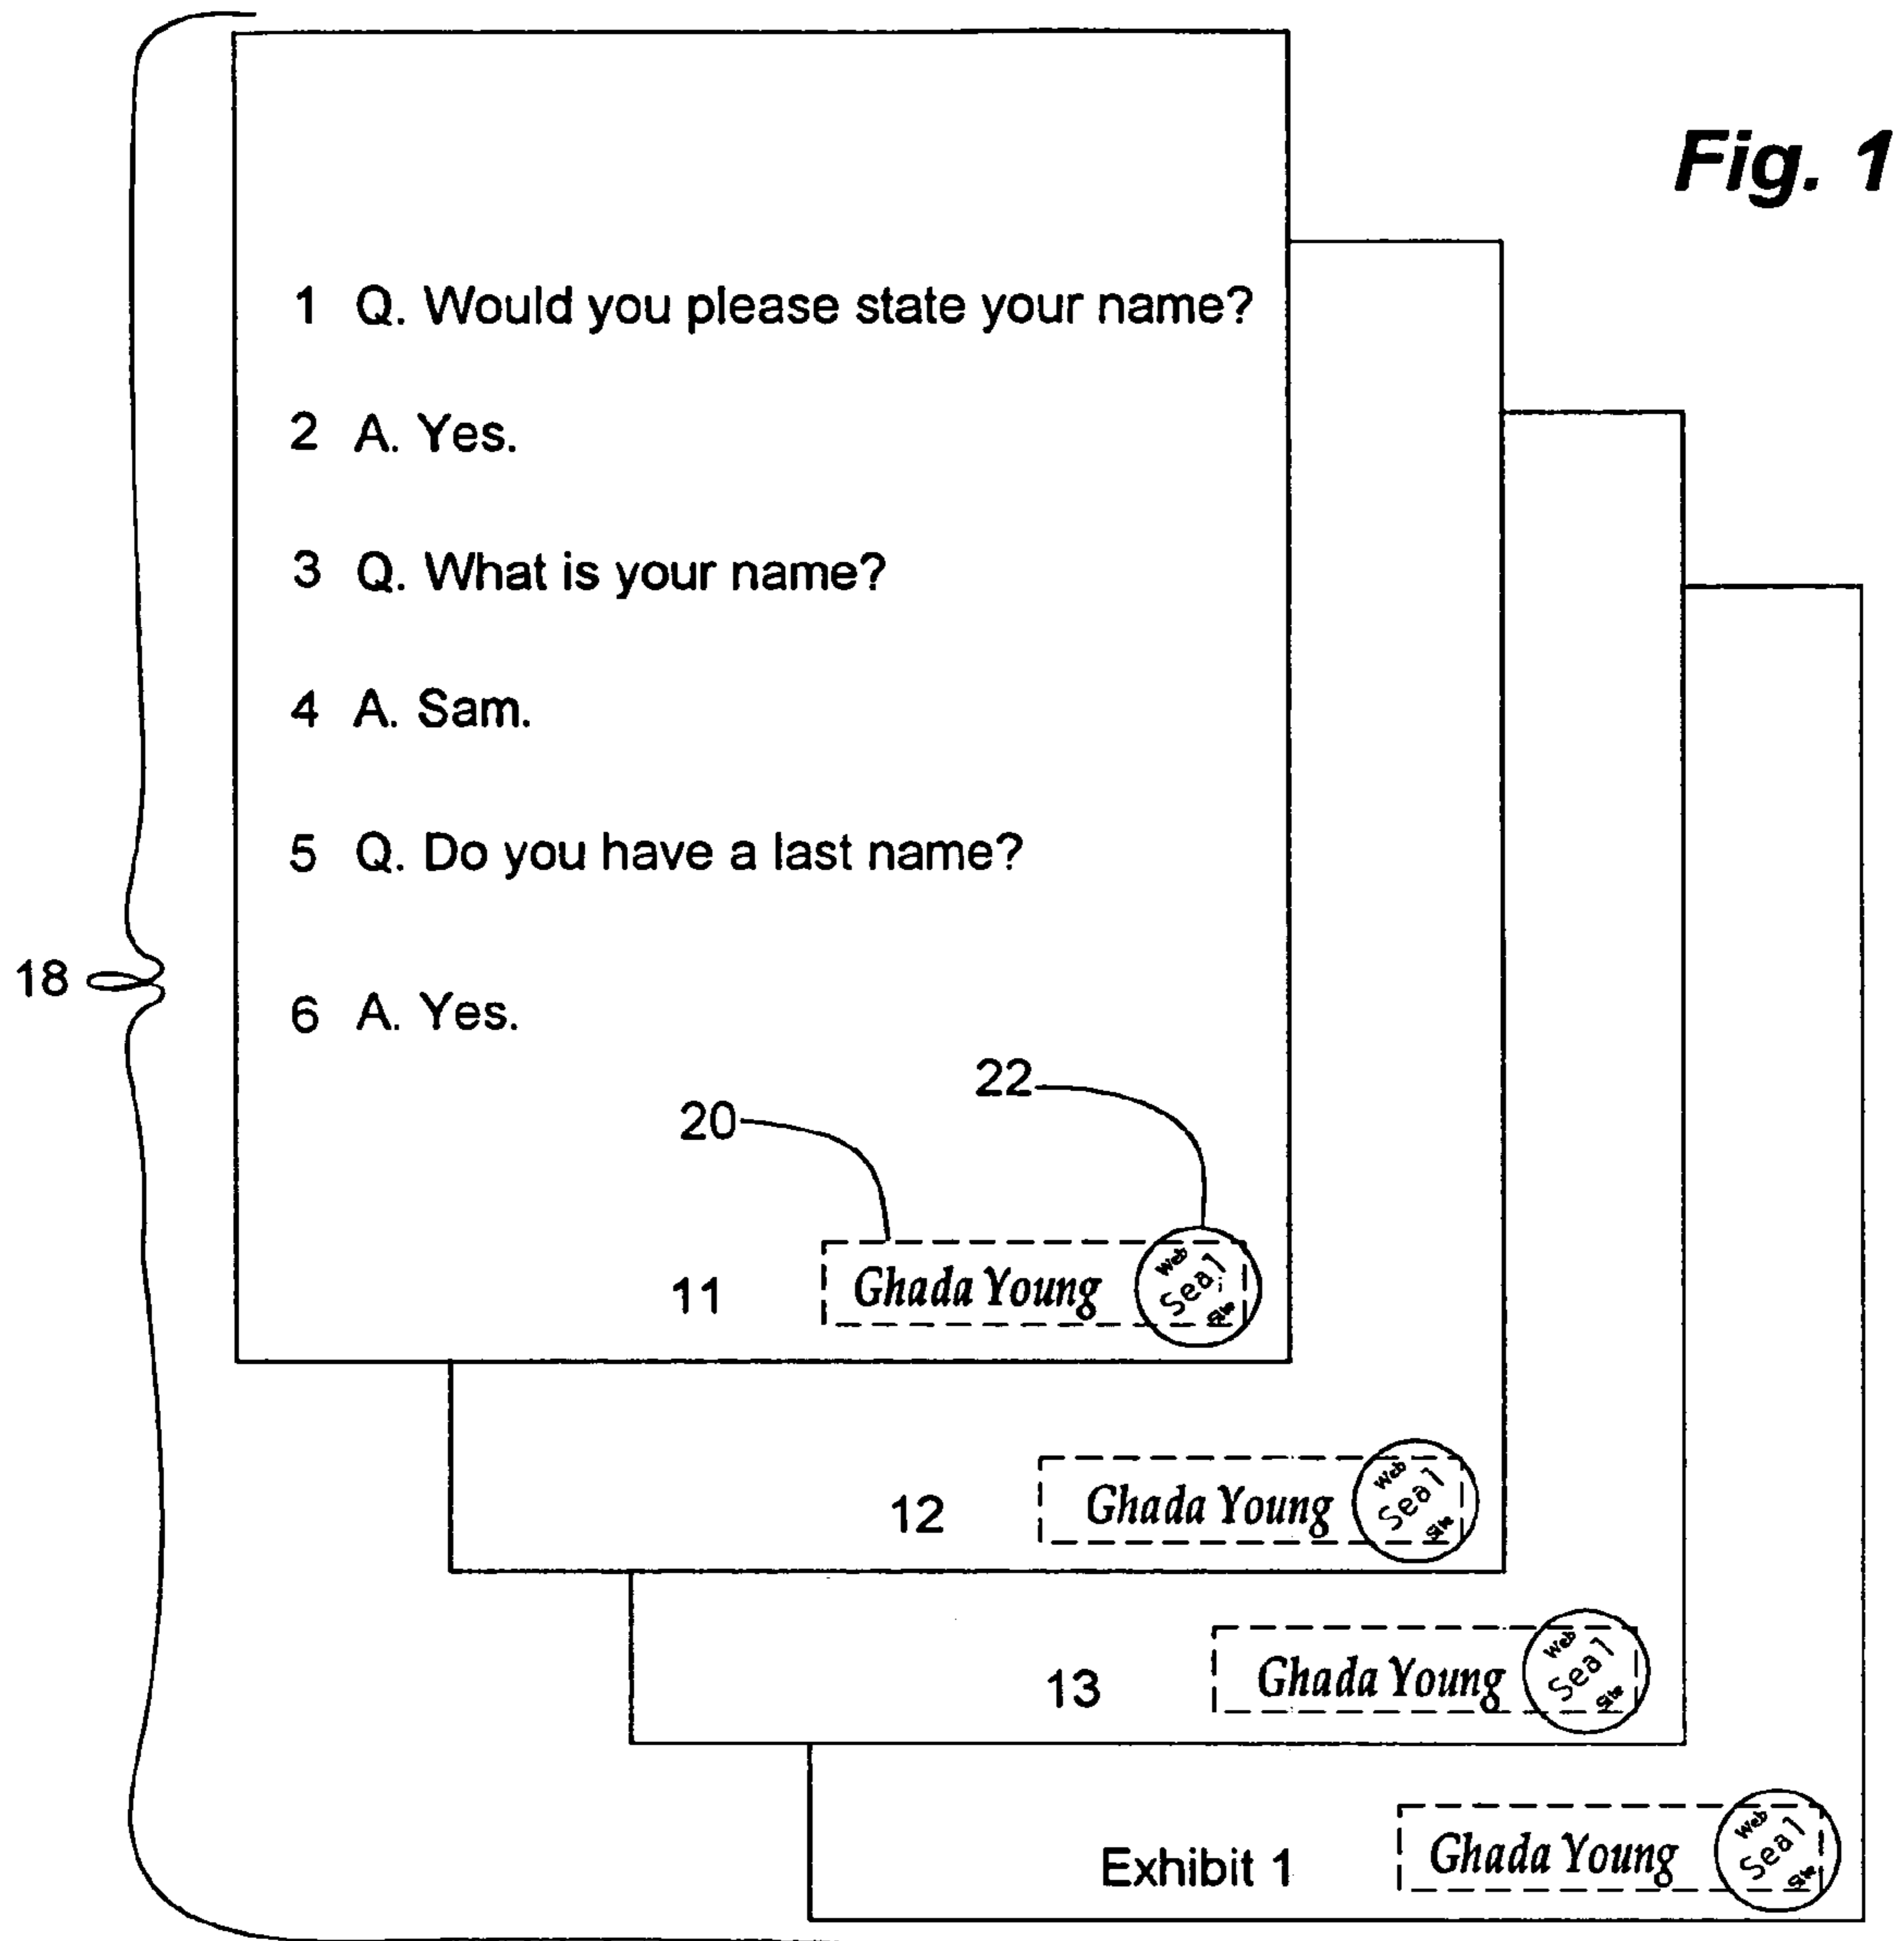 Fig. 1
1 Q. Would you please state your name?
2 A. Yes.
3 Q. What is your name?
4 A. Sam.
5 Q. Do you have a last name?
18
6 A. Yes.
22
20
11 Ghada Young Web Seal Site
12 Ghada Young Web Seal Site
13 Ghada Young Web Seal Site
Exhibit 1 Ghada Young Web Seal Site